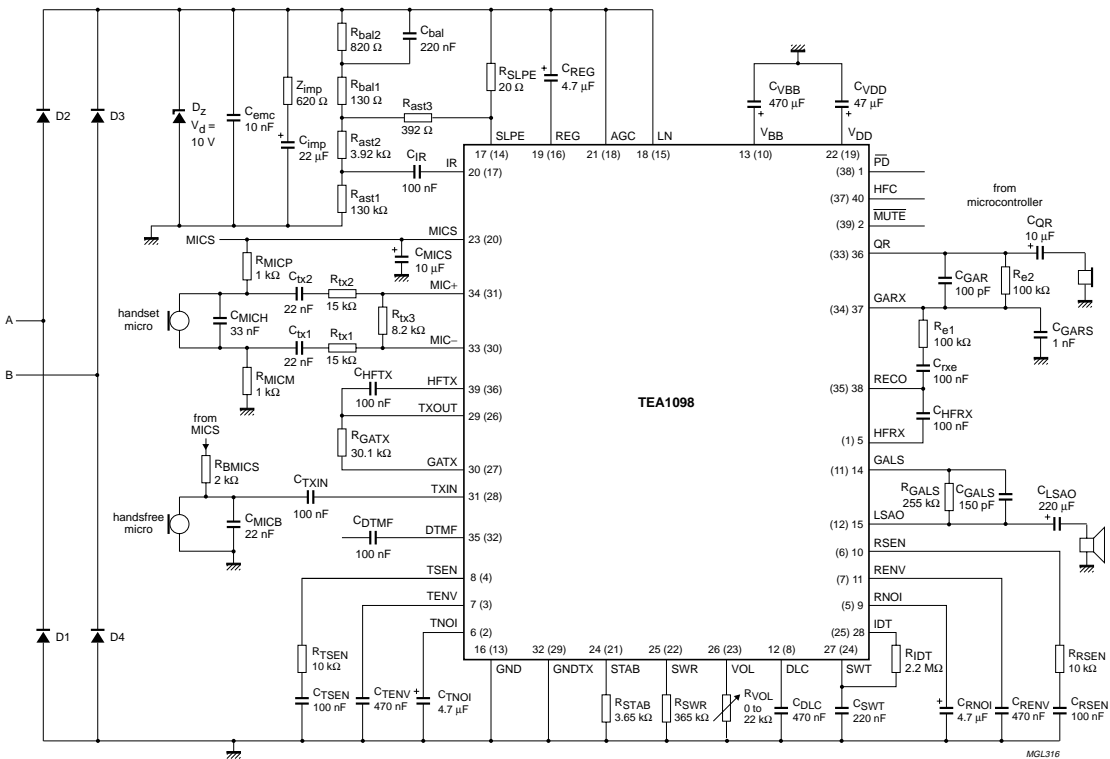 D2
D3
Dz
Vd =
10 V
Cemc
10 nF
Zimp
620 Ω
Cimp
22 µF
Rbal2
820 Ω
Cbal
220 nF
Rbal1
130 Ω
Rast3
392 Ω
Rast2
3.92 kΩ
CIR
100 nF
Rast1
130 kΩ
RSLPE
20 Ω
CREG
4.7 µF
CVBB
470 µF
CVDD
47 µF
SLPE
REG
AGC
LN
VBB
VDD
17 (14)
19 (16)
21 (18)
18 (15)
13 (10)
22 (19)
IR
20 (17)
MICS
MICS
23 (20)
CMICS
10 µF
RMICP
1 kΩ
Ctx2
22 nF
Rtx2
15 kΩ
MIC+
34 (31)
handset
micro
CMICH
33 nF
Rtx3
8.2 kΩ
Ctx1
22 nF
Rtx1
15 kΩ
MIC−
33 (30)
RMICM
1 kΩ
A
B
CHFTX
100 nF
HFTX
39 (36)
TXOUT
29 (26)
RGATX
30.1 kΩ
GATX
30 (27)
from
MICS
RBMICS
2 kΩ
CTXIN
100 nF
TXIN
31 (28)
handsfree
micro
CMICB
22 nF
CDTMF
100 nF
DTMF
35 (32)
TSEN
8 (4)
TENV
7 (3)
TNOI
6 (2)
D1
D4
RTSEN
10 kΩ
CTSEN
100 nF
CTENV
470 nF
CTNOI
4.7 µF
TEA1098
16 (13)
32 (29)
24 (21)
25 (22)
26 (23)
12 (8)
27 (24)
GND
GNDTX
STAB
SWR
VOL
DLC
SWT
RSTAB
3.65 kΩ
RSWR
365 kΩ
RVOL
0 to
22 kΩ
CDLC
470 nF
CSWT
220 nF
RIDT
2.2 MΩ
PD
(38) 1
HFC
(37) 40
MUTE
(39) 2
from
microcontroller
QR
(33) 36
CQR
10 µF
CGAR
100 pF
Re2
100 kΩ
GARX
(34) 37
Re1
100 kΩ
CGARS
1 nF
Crxe
100 nF
RECO
(35) 38
CHFRX
100 nF
HFRX
(1) 5
GALS
(11) 14
RGALS
255 kΩ
CGALS
150 pF
CLSAO
220 µF
LSAO
(12) 15
RSEN
(6) 10
RENV
(7) 11
RNOI
(5) 9
IDT
(25) 28
RRSEN
10 kΩ
CRNOI
4.7 µF
CRENV
470 nF
CRSEN
100 nF
MGL316